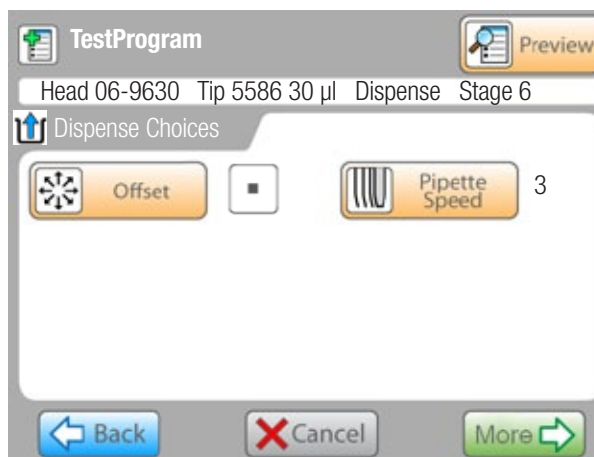 TestProgram
Preview
Head 06-9630 Tip 5586 30 µl Dispense Stage 6
Dispense Choices
Offset
Pipette
Speed
3
Back
Cancel
More